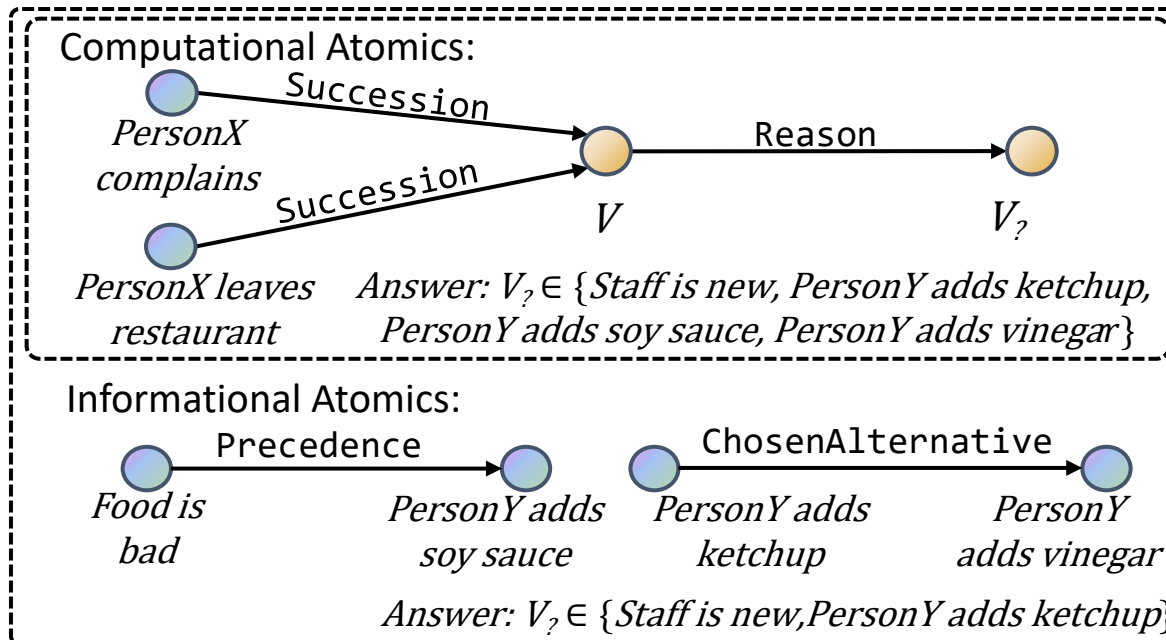 Computational Atomics:
Succession
PersonX
complains
Succession
PersonX leaves
restaurant
V
Reason
V?
Answer: V? ∈ {Staff is new, PersonY adds ketchup,
PersonY adds soy sauce, PersonY adds vinegar}
Informational Atomics:
Precedence
Food is
bad
PersonY adds
soy sauce
ChosenAlternative
PersonY adds
ketchup
PersonY
adds vinegar
Answer: V? ∈ {Staff is new,PersonY adds ketchup}